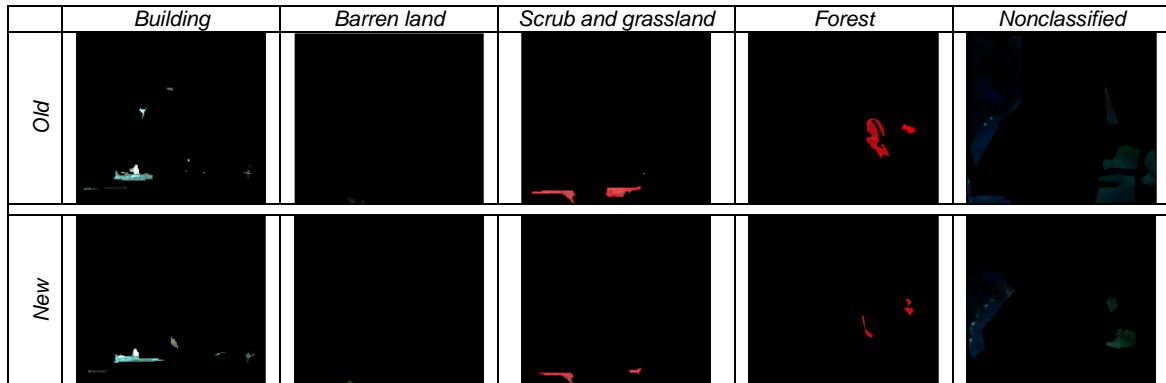 Building Barren land Scrub and grassland Forest Nonclassified
Old
New